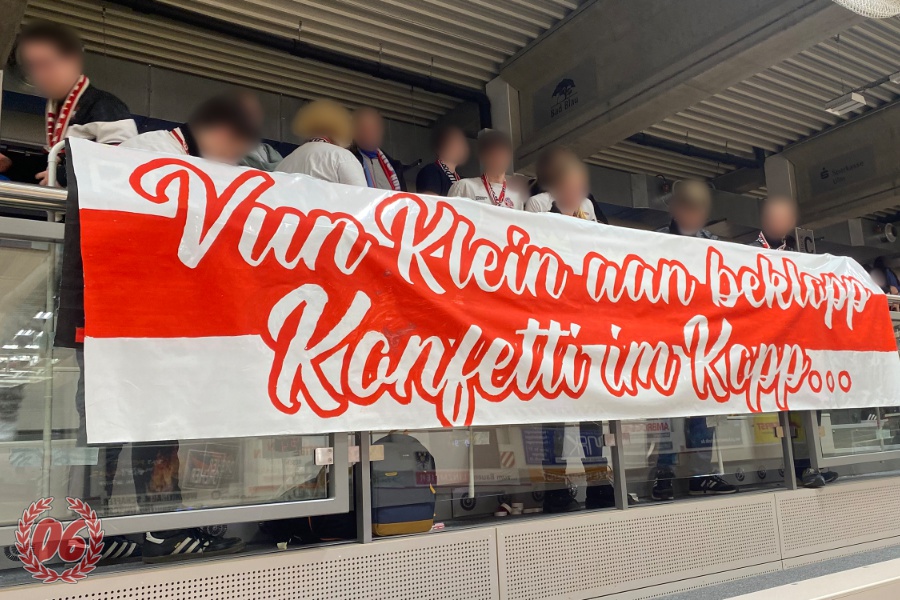 Vun Klein aan beklopp
Konfetti im Kopp...
06